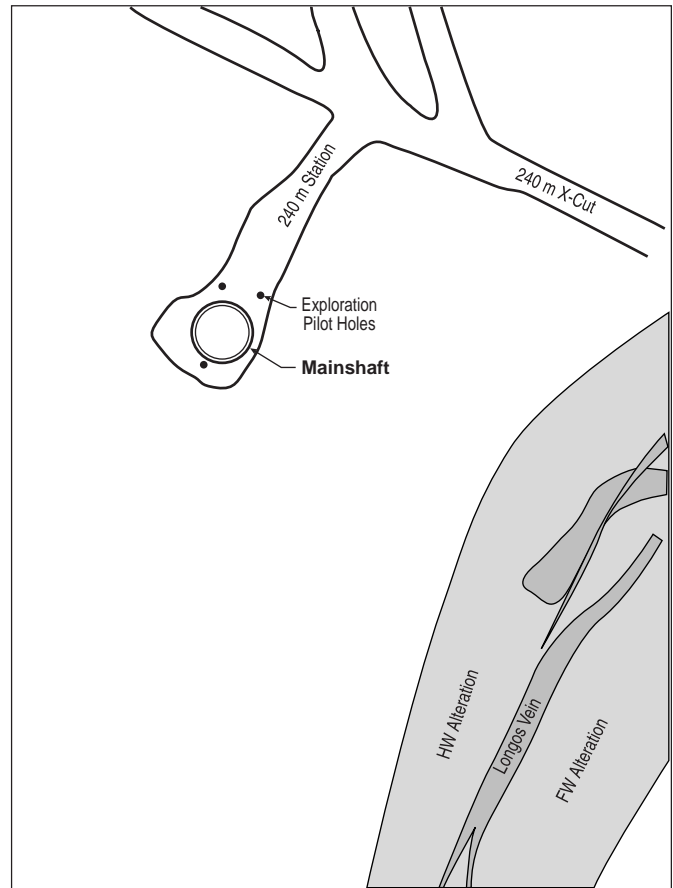 240 m Station
240 m X-Cut
Exploration
Pilot Holes
Mainshaft
HW Alteration
Longos Vein
FW Alteration